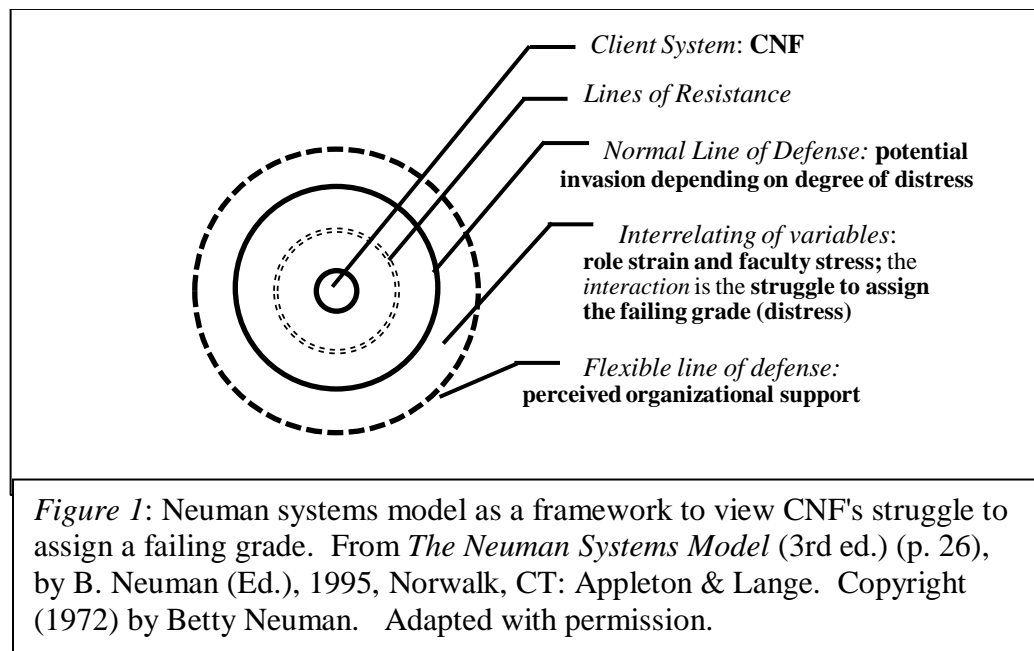 Client System: CNF
Lines of Resistance
Normal Line of Defense: potential
invasion depending on degree of distress
Interrelating of variables:
role strain and faculty stress; the
interaction is the struggle to assign
the failing grade (distress)
Flexible line of defense:
perceived organizational support
Figure 1: Neuman systems model as a framework to view CNF's struggle to
assign a failing grade. From The Neuman Systems Model (3rd ed.) (p. 26),
by B. Neuman (Ed.), 1995, Norwalk, CT: Appleton & Lange. Copyright
(1972) by Betty Neuman. Adapted with permission.